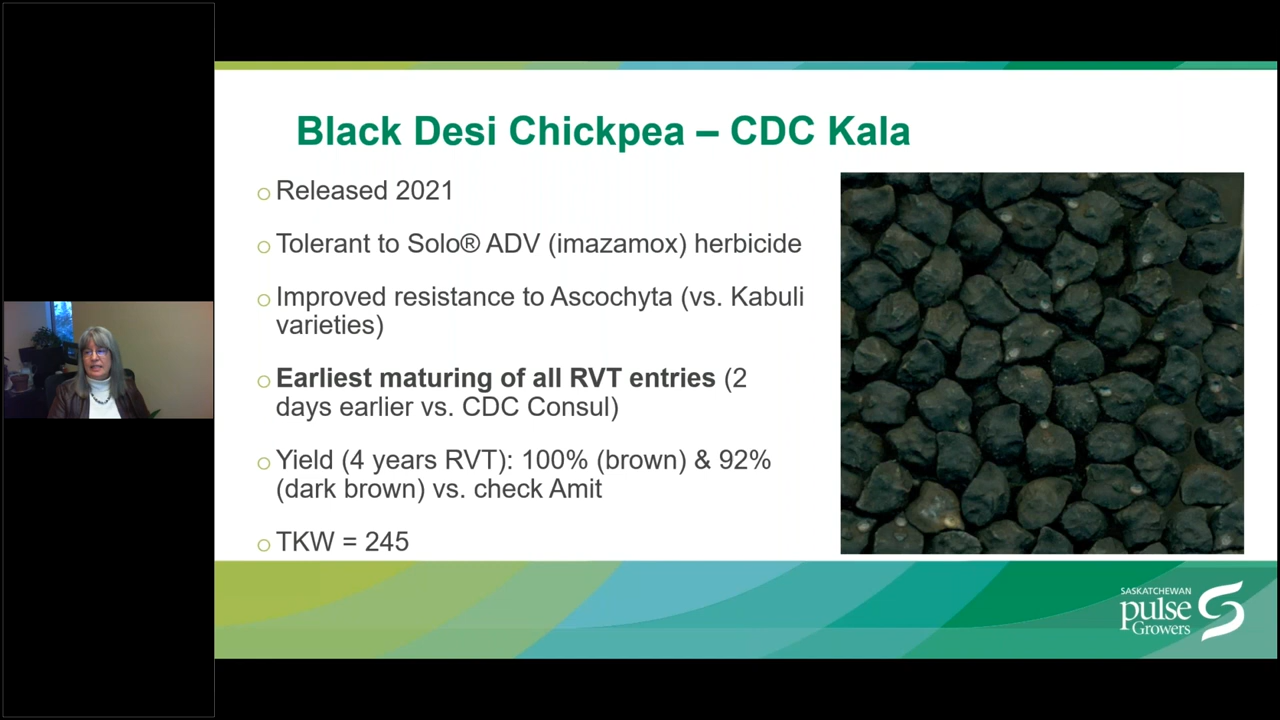 Black Desi Chickpea – CDC Kala
Released 2021
Tolerant to Solo® ADV (imazamox) herbicide
Improved resistance to Ascochyta (vs. Kabuli
varieties)
Earliest maturing of all RVT entries (2
days earlier vs. CDC Consul)
Yield (4 years RVT): 100% (brown) & 92%
(dark brown) vs. check Amit
TKW = 245
SASKATCHEWAN
pulse
Growers